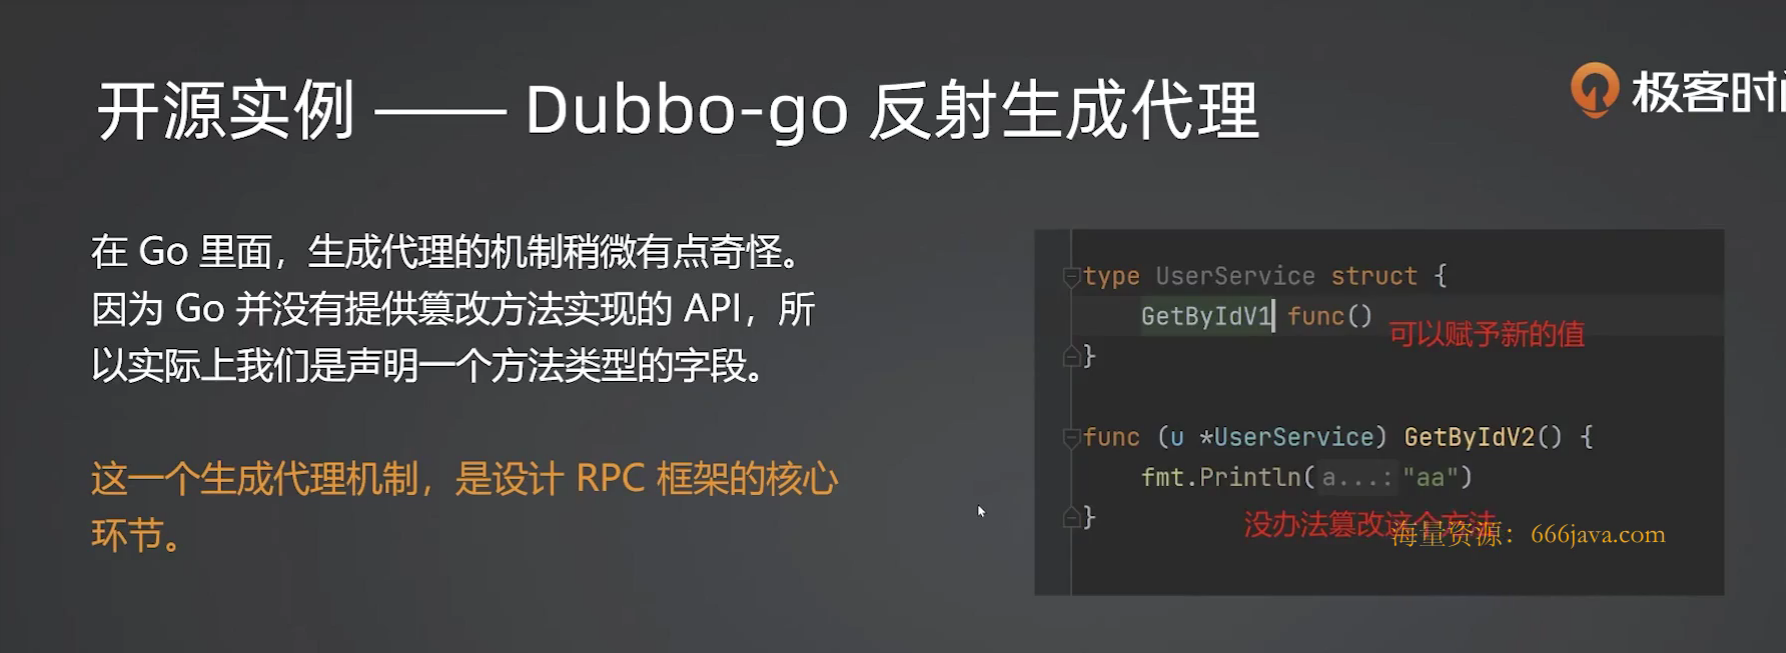 开源实例 —— Dubbo-go 反射生成代理
极客时间
在 Go 里面，生成代理的机制稍微有点奇怪。
因为 Go 并没有提供篡改方法实现的 API，所
以实际上我们是声明一个方法类型的字段。
这一个生成代理机制，是设计 RPC 框架的核心
环节。
type UserService struct {
GetByIdV1 func()
可以赋予新的值
}
func (u *UserService) GetByIdV2() {
fmt.Println(a...: "aa")
}
没办法篡改这个方法
海量资源：666java.com